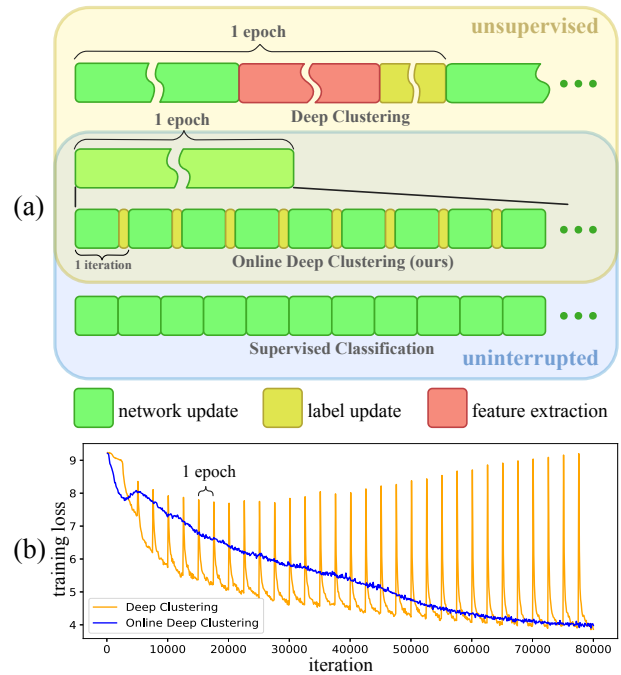 unsupervised
1 epoch
Deep Clustering
1 epoch
(a)
1 iteration
Online Deep Clustering (ours)
Supervised Classification
uninterrupted
network update
label update
feature extraction
(b)
training loss
9
8
7
6
5
4
1 epoch
Deep Clustering
Online Deep Clustering
0
10000
20000
30000
40000
50000
60000
70000
80000
iteration